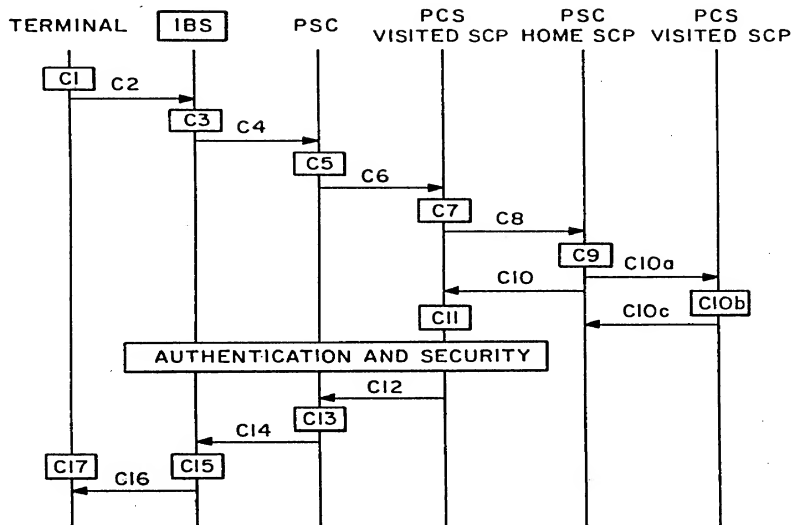 TERMINAL
IBS
PSC
PCS
VISITED SCP
PSC
HOME SCP
PCS
VISITED SCP
C1
C2
C3
C4
C5
C6
C7
C8
C9
C10a
C10
C10b
C11
C10c
AUTHENTICATION AND SECURITY
C12
C13
C14
C17
C15
C16